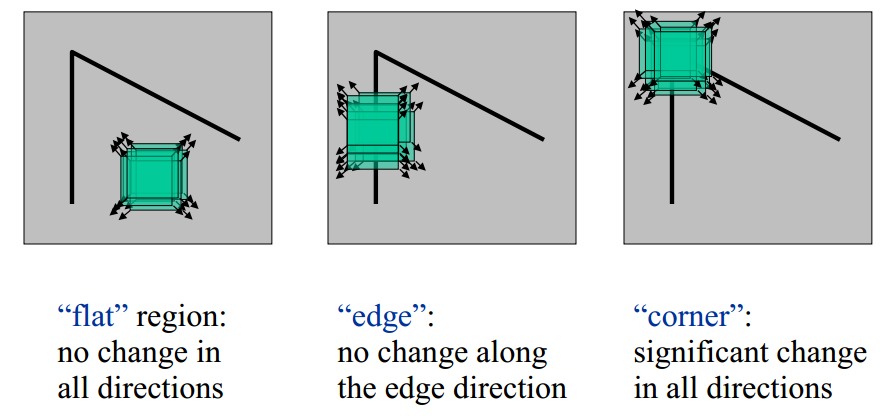 “flat” region:
no change in
all directions
“edge”:
no change along
the edge direction
“corner”:
significant change
in all directions